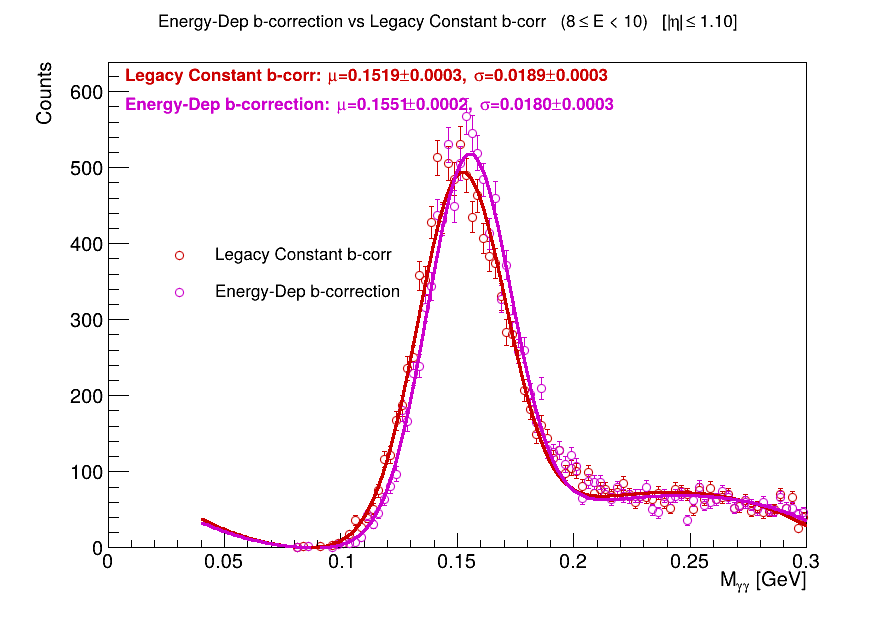 Energy-Dep b-correction vs Legacy Constant b-corr (8 ≤ E < 10) [|η| ≤ 1.10]
Counts
Legacy Constant b-corr: μ=0.1519±0.0003, σ=0.0189±0.0003
Energy-Dep b-correction: μ=0.1551±0.0002, σ=0.0180±0.0003
600
500
400
300
200
100
0
Legacy Constant b-corr
Energy-Dep b-correction
0 0.05 0.1 0.15 0.2 0.25 0.3
M_γγ [GeV]